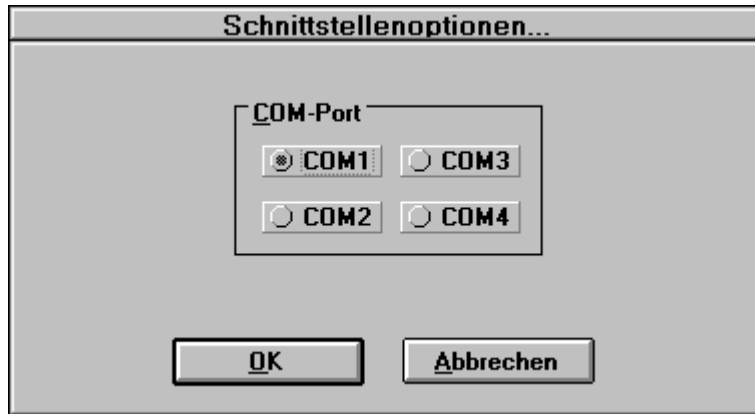 Schnittstellenoptionen...
COM-Port
COM1 COM3
COM2 COM4
OK Abbrechen